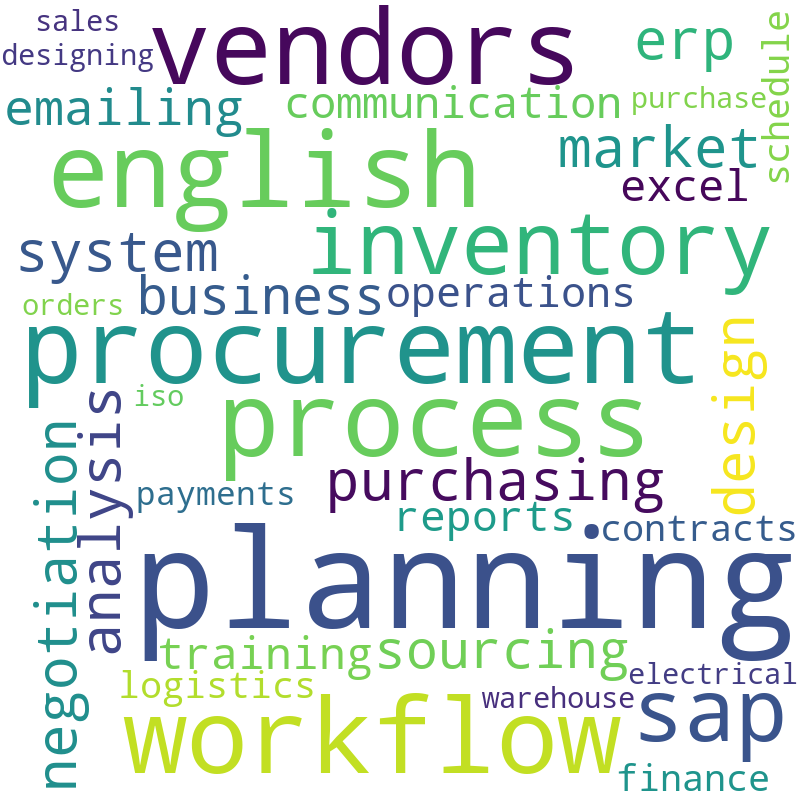 sales
vendors
erp
schedule
designing
emailing
communication
purchase
english
market
excel
inventory
system
business
operations
orders
procurement
design
iso
process
analysis
negotiation
purchasing
payments
reports
contracts
planning
training
sourcing
electrical
logistics
warehouse
workflow
sap
finance